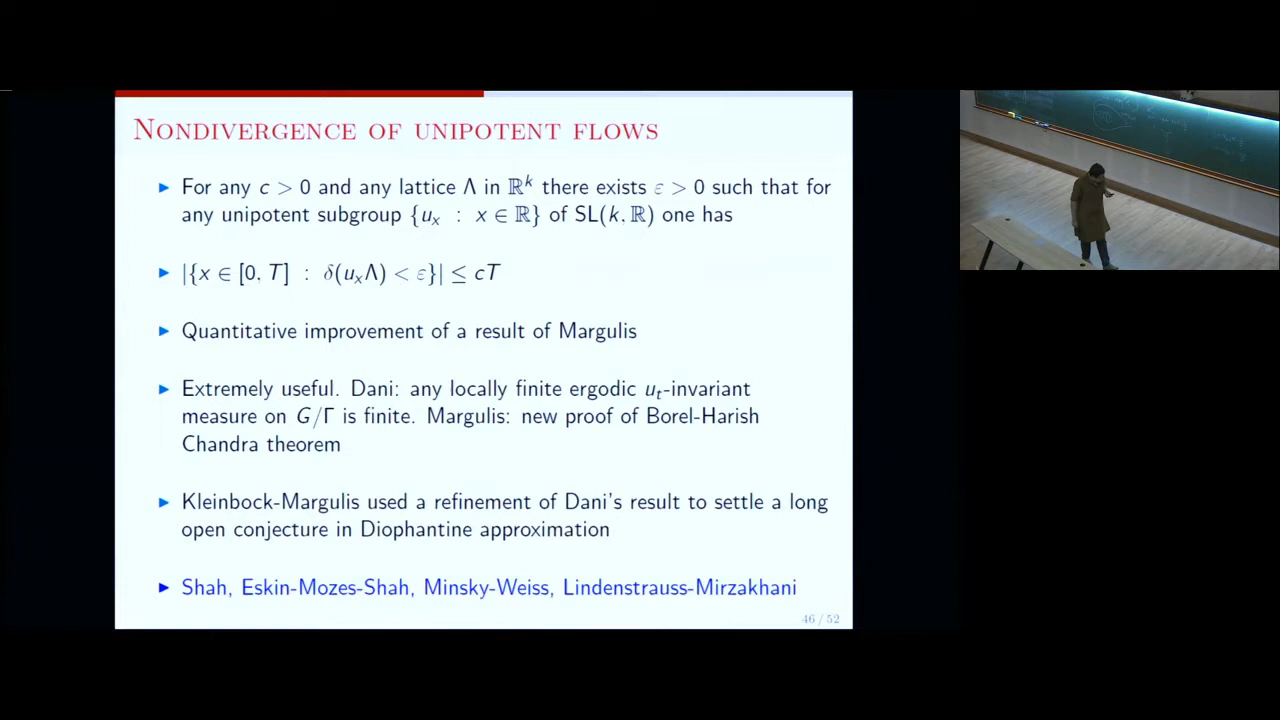 Nondivergence of unipotent flows
► For any c > 0 and any lattice Λ in ℝᵏ there exists ε > 0 such that for
any unipotent subgroup {uₓ : x ∈ ℝ} of SL(k, ℝ) one has
► |{x ∈ [0, T] : δ(uₓΛ) < ε}| ≤ cT
► Quantitative improvement of a result of Margulis
► Extremely useful. Dani: any locally finite ergodic uₜ-invariant
measure on G/Γ is finite. Margulis: new proof of Borel-Harish
Chandra theorem
► Kleinbock-Margulis used a refinement of Dani's result to settle a long
open conjecture in Diophantine approximation
► Shah, Eskin-Mozes-Shah, Minsky-Weiss, Lindenstrauss-Mirzakhani
46 / 52